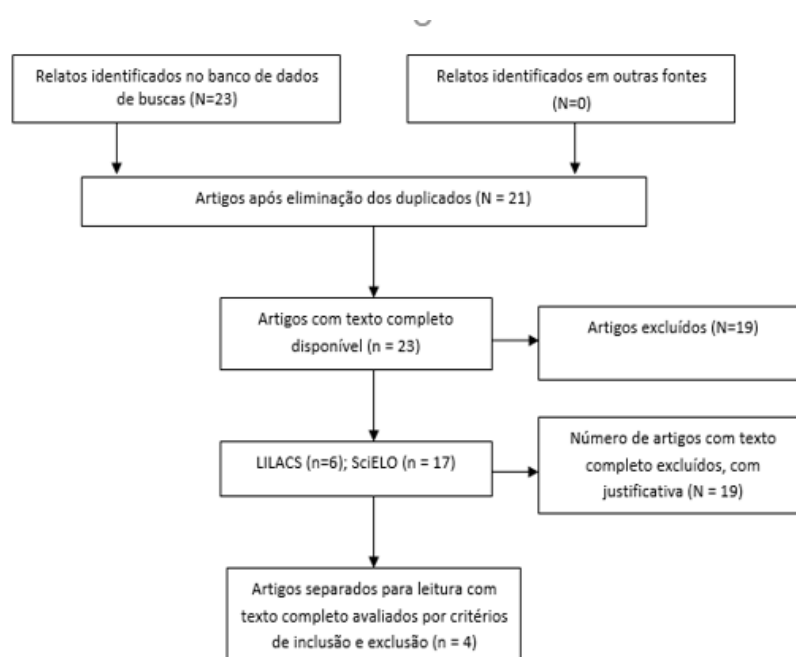 Relatos identificados no banco de dados
de buscas (N=23)
Relatos identificados em outras fontes
(N=0)
Artigos após eliminação dos duplicados (N = 21)
Artigos com texto completo
disponível (n = 23)
Artigos excluídos (N=19)
LILACS (n=6); SciELO (n = 17)
Número de artigos com texto
completo excluídos, com
justificativa (N = 19)
Artigos separados para leitura com
texto completo avaliados por critérios
de inclusão e exclusão (n = 4)